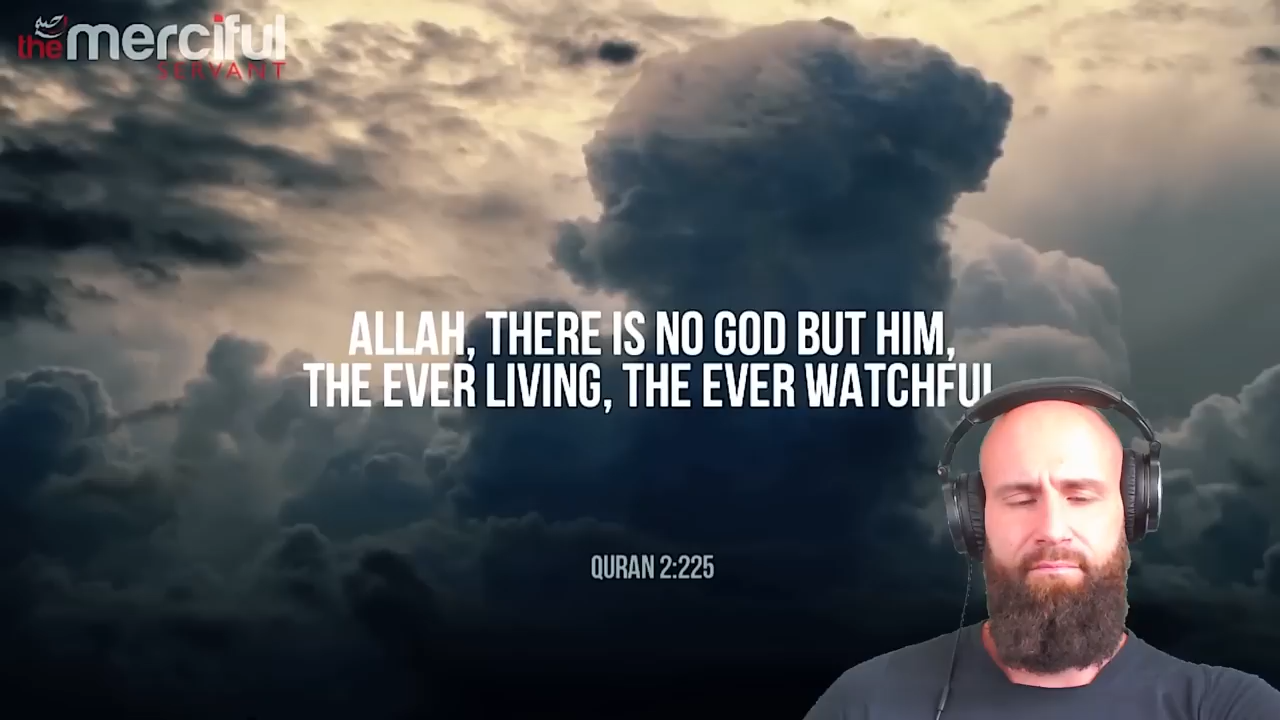 the merciful
SERVANT
ALLAH, THERE IS NO GOD BUT HIM,
THE EVER LIVING, THE EVER WATCHFUL
QURAN 2:225